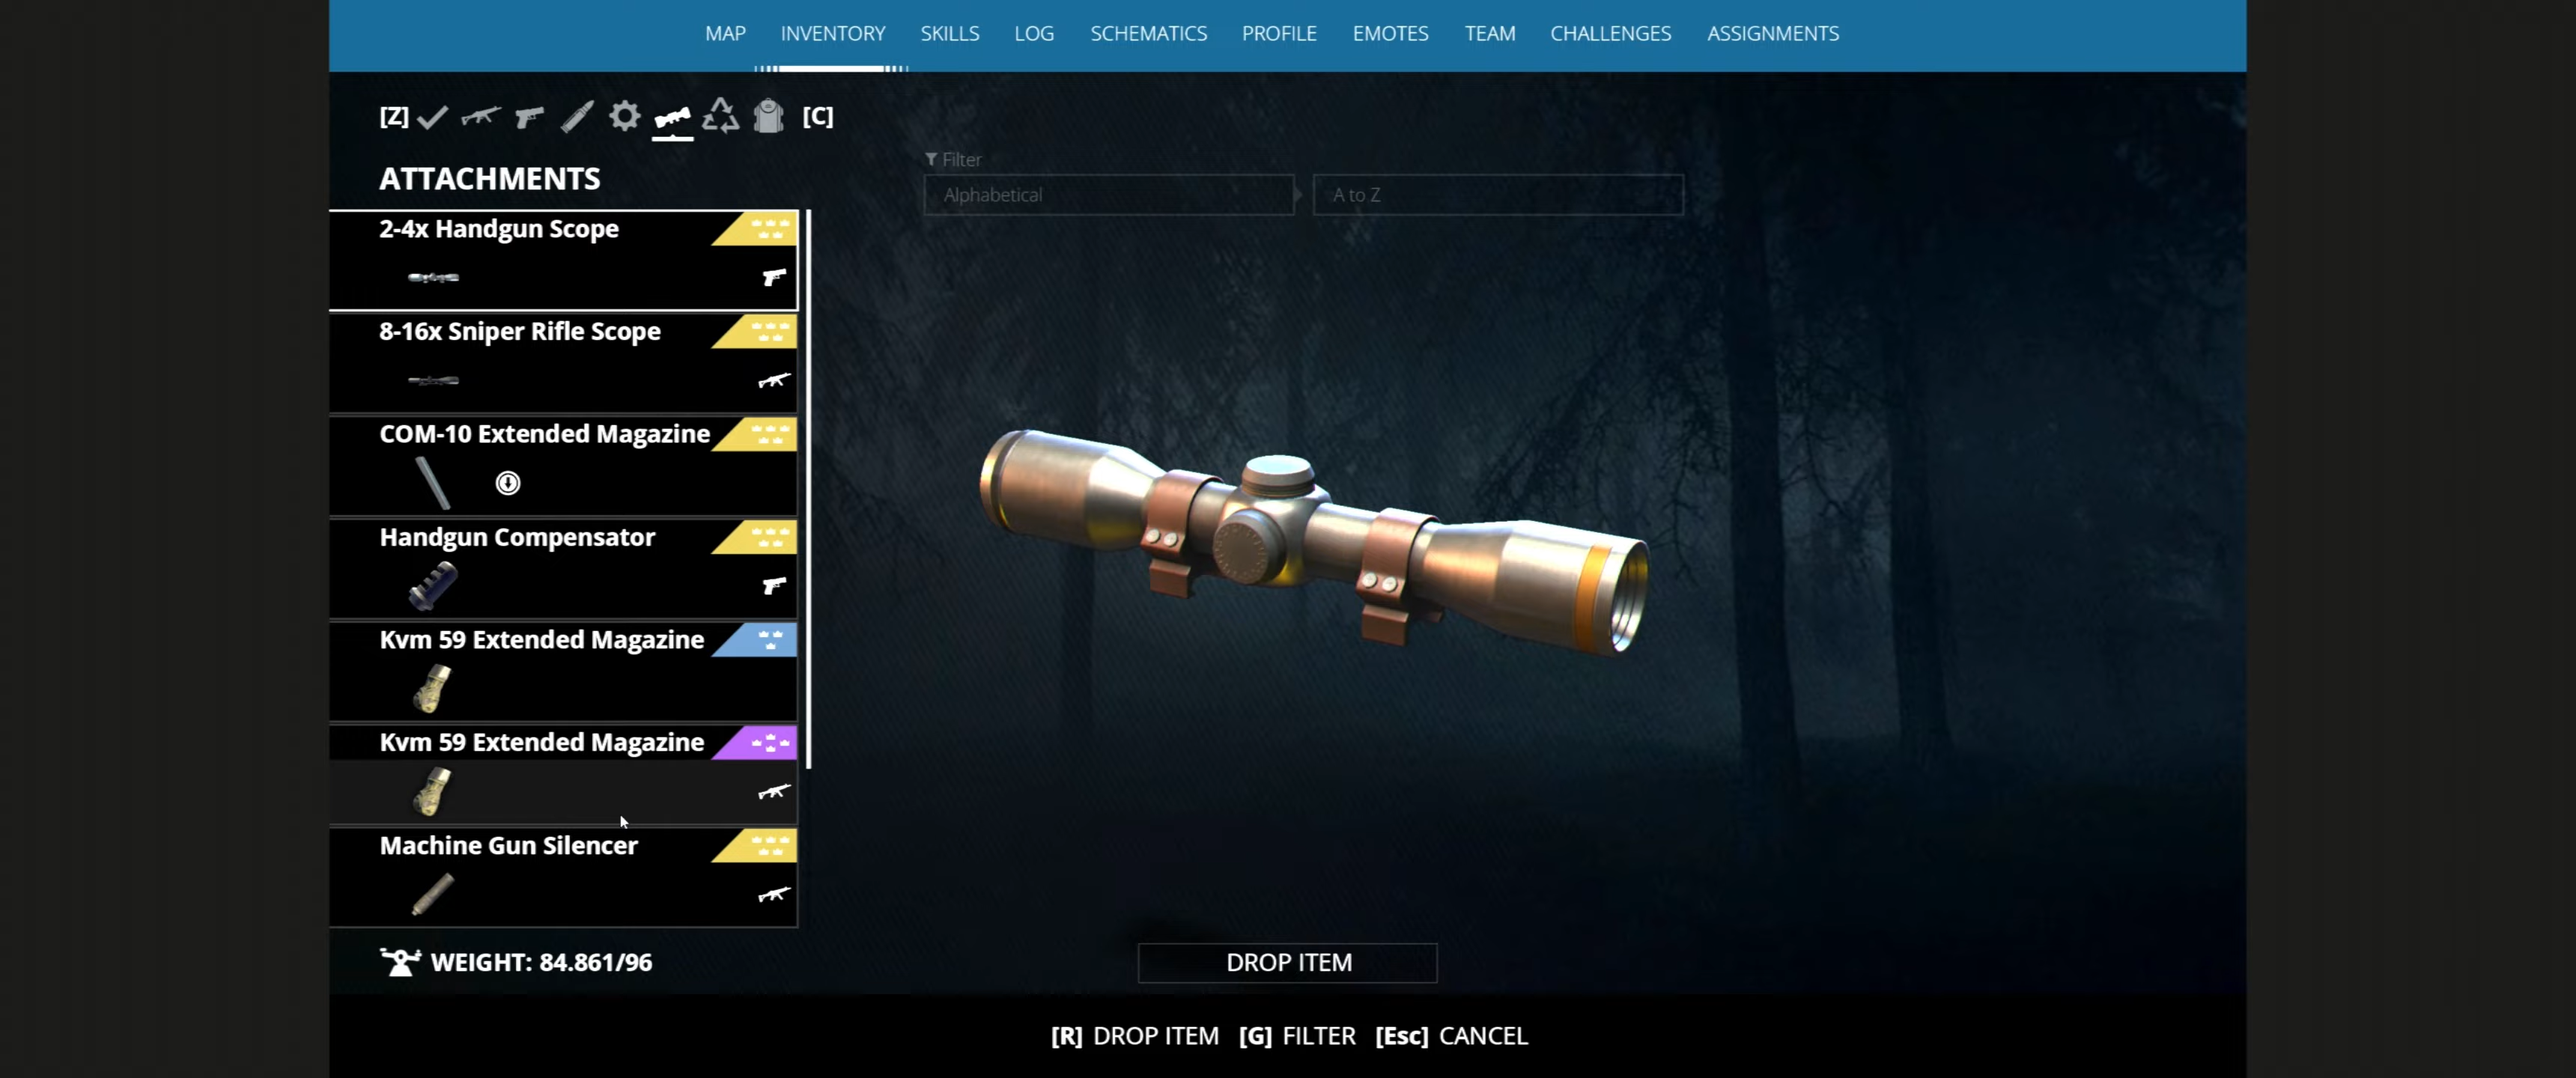 MAP INVENTORY SKILLS LOG SCHEMATICS PROFILE EMOTES TEAM CHALLENGES ASSIGNMENTS
[Z] [C]
Filter
ATTACHMENTS
Alphabetical A to Z
2-4x Handgun Scope
8-16x Sniper Rifle Scope
COM-10 Extended Magazine
Handgun Compensator
Kvm 59 Extended Magazine
Kvm 59 Extended Magazine
Machine Gun Silencer
WEIGHT: 84.861/96
DROP ITEM
[R] DROP ITEM [G] FILTER [Esc] CANCEL